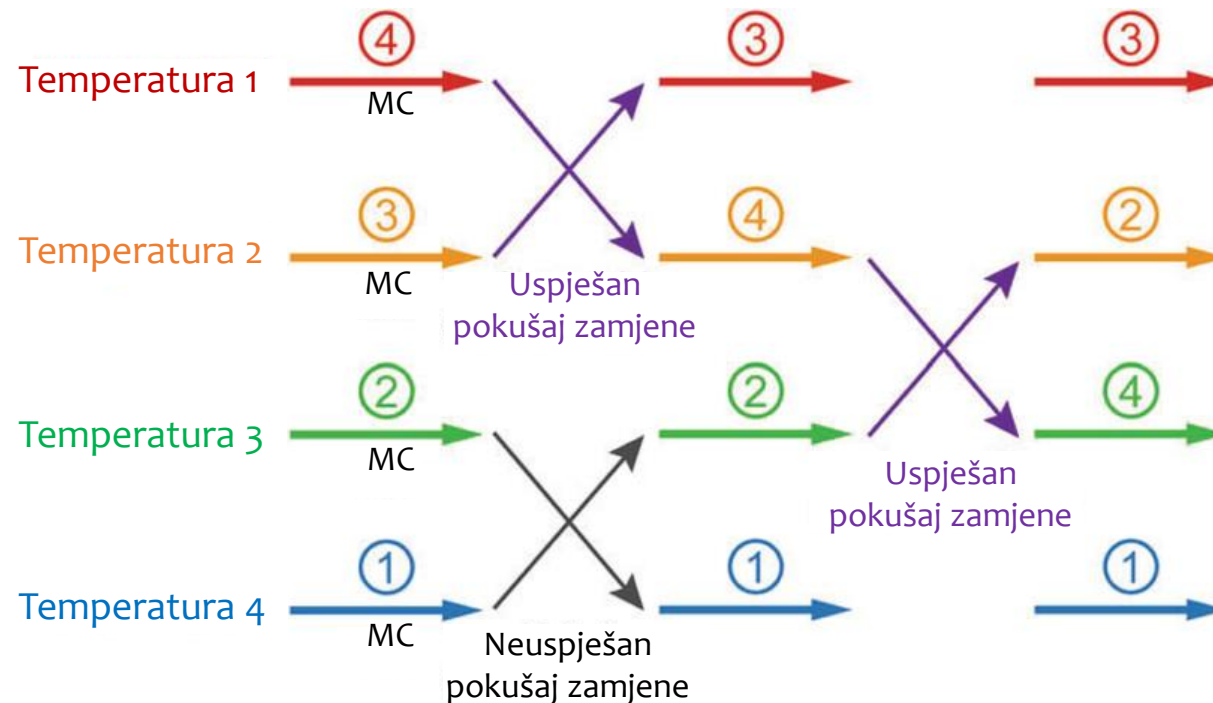 4 3 3
Temperatura 1
MC
3 4 2
Temperatura 2
MC
Uspješan
pokušaj zamjene
2 2 4
Temperatura 3
MC
Uspješan
pokušaj zamjene
1 1 1
Temperatura 4
MC
Neuspješan
pokušaj zamjene